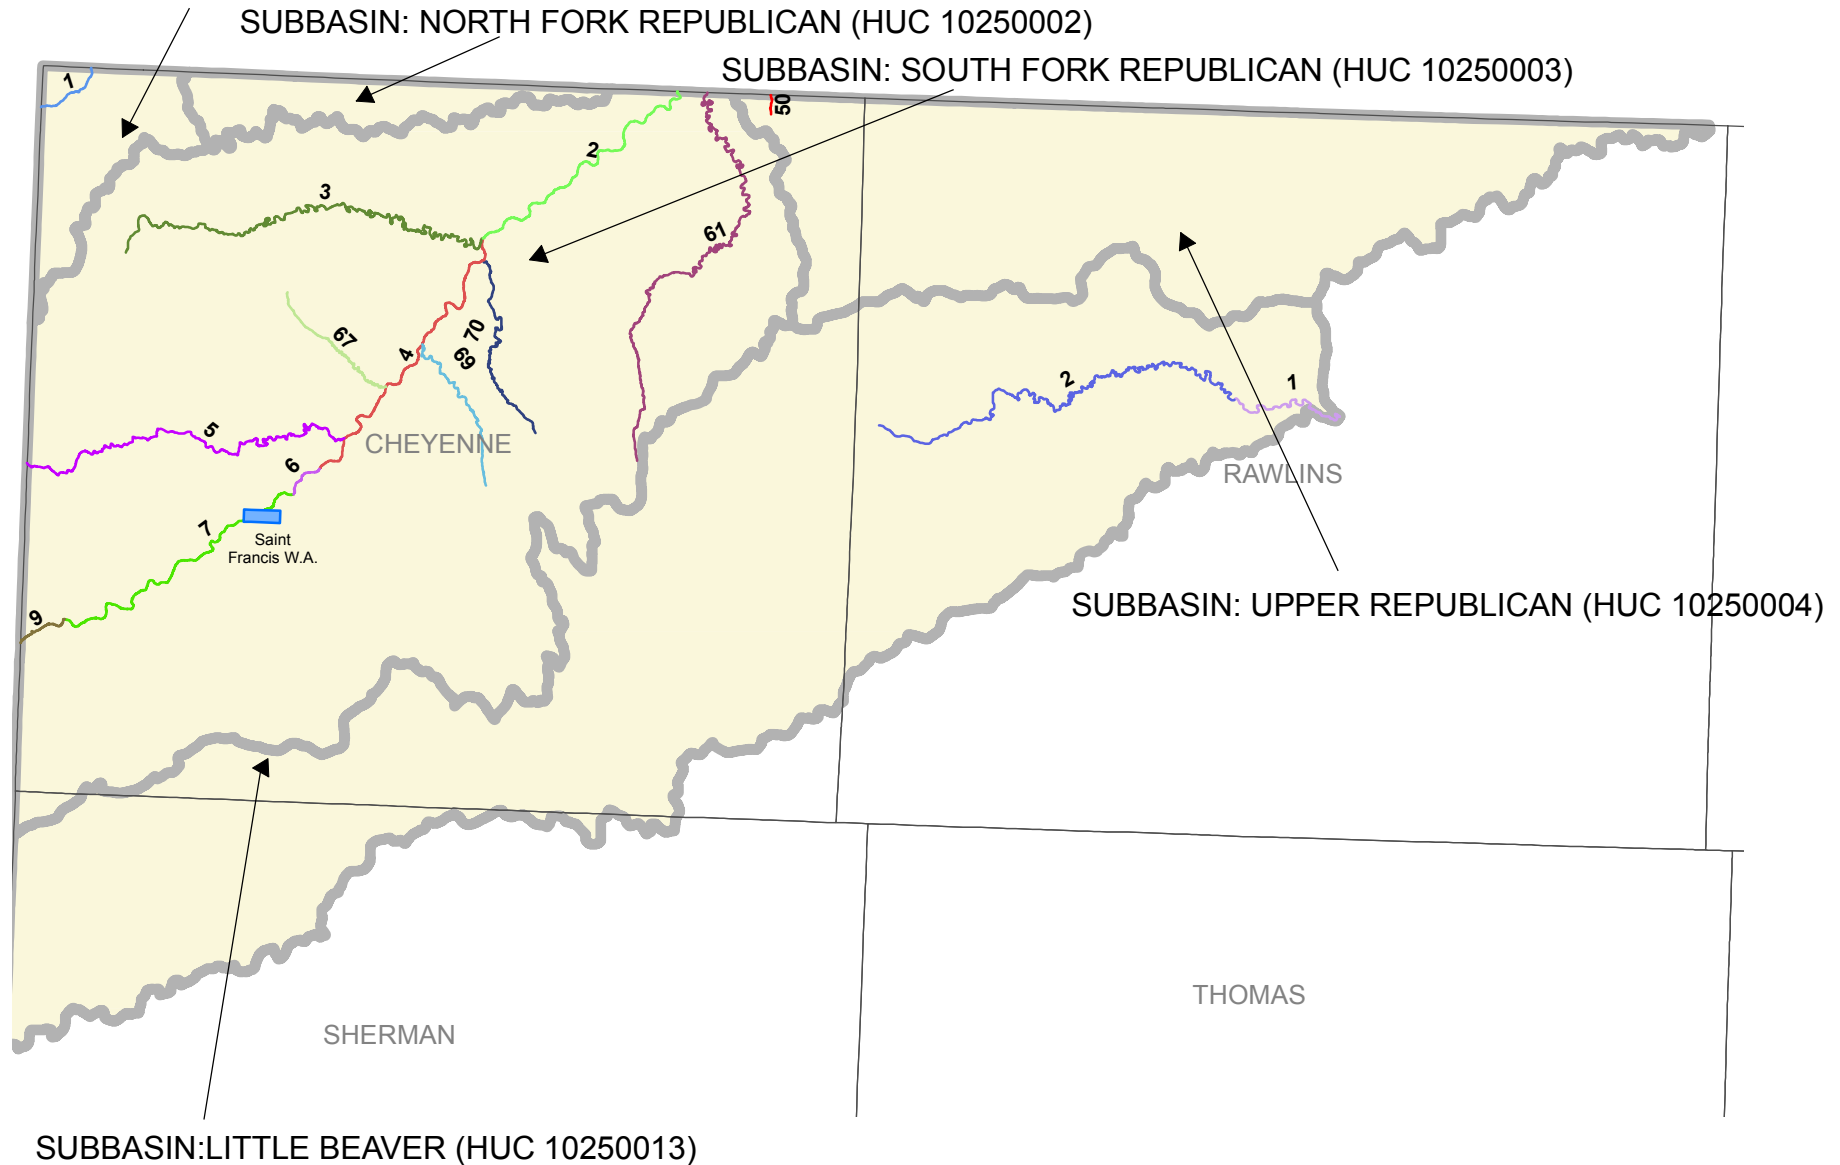 SUBBASIN: NORTH FORK REPUBLICAN (HUC 10250002)
SUBBASIN: SOUTH FORK REPUBLICAN (HUC 10250003)
1
50
2
3
61
67
4
70
69
2
1
5
CHEYENNE
6
RAWLINS
7
Saint
Francis W.A.
9
SUBBASIN: UPPER REPUBLICAN (HUC 10250004)
THOMAS
SHERMAN
SUBBASIN:LITTLE BEAVER (HUC 10250013)